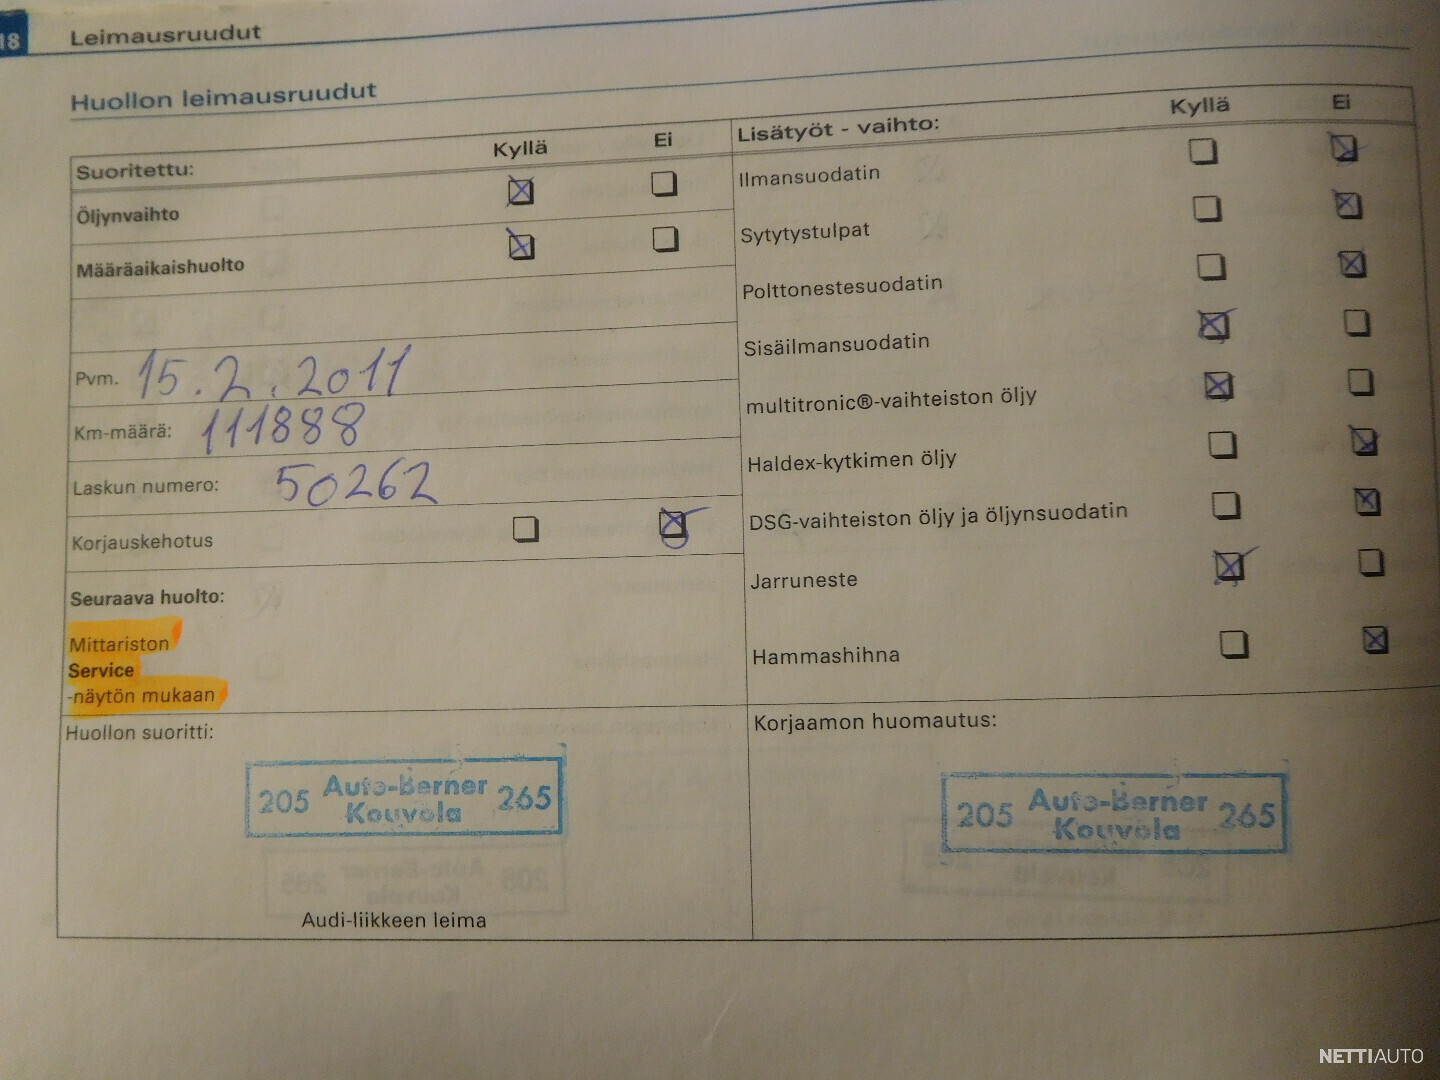 18 Leimausruudut
Huollon leimausruudut
Suoritettu: Kyllä Ei
Öljynvaihto
Määräaikaishuolto
Pvm. 15.2.2011
Km-määrä: 111888
Laskun numero: 50262
Korjauskehotus
Seuraava huolto:
Mittariston
Service
-näytön mukaan
Huollon suoritti:
205 Auto-Berner 265
Kouvola
Audi-liikkeen leima
Lisätyöt - vaihto: Kyllä Ei
Ilmansuodatin
Sytytystulpat
Polttonestesuodatin
Sisäilmansuodatin
multitronic®-vaihteiston öljy
Haldex-kytkimen öljy
DSG-vaihteiston öljy ja öljynsuodatin
Jarruneste
Hammashihna
Korjaamon huomautus:
205 Auto-Berner 265
Kouvola
NETTIAUTO